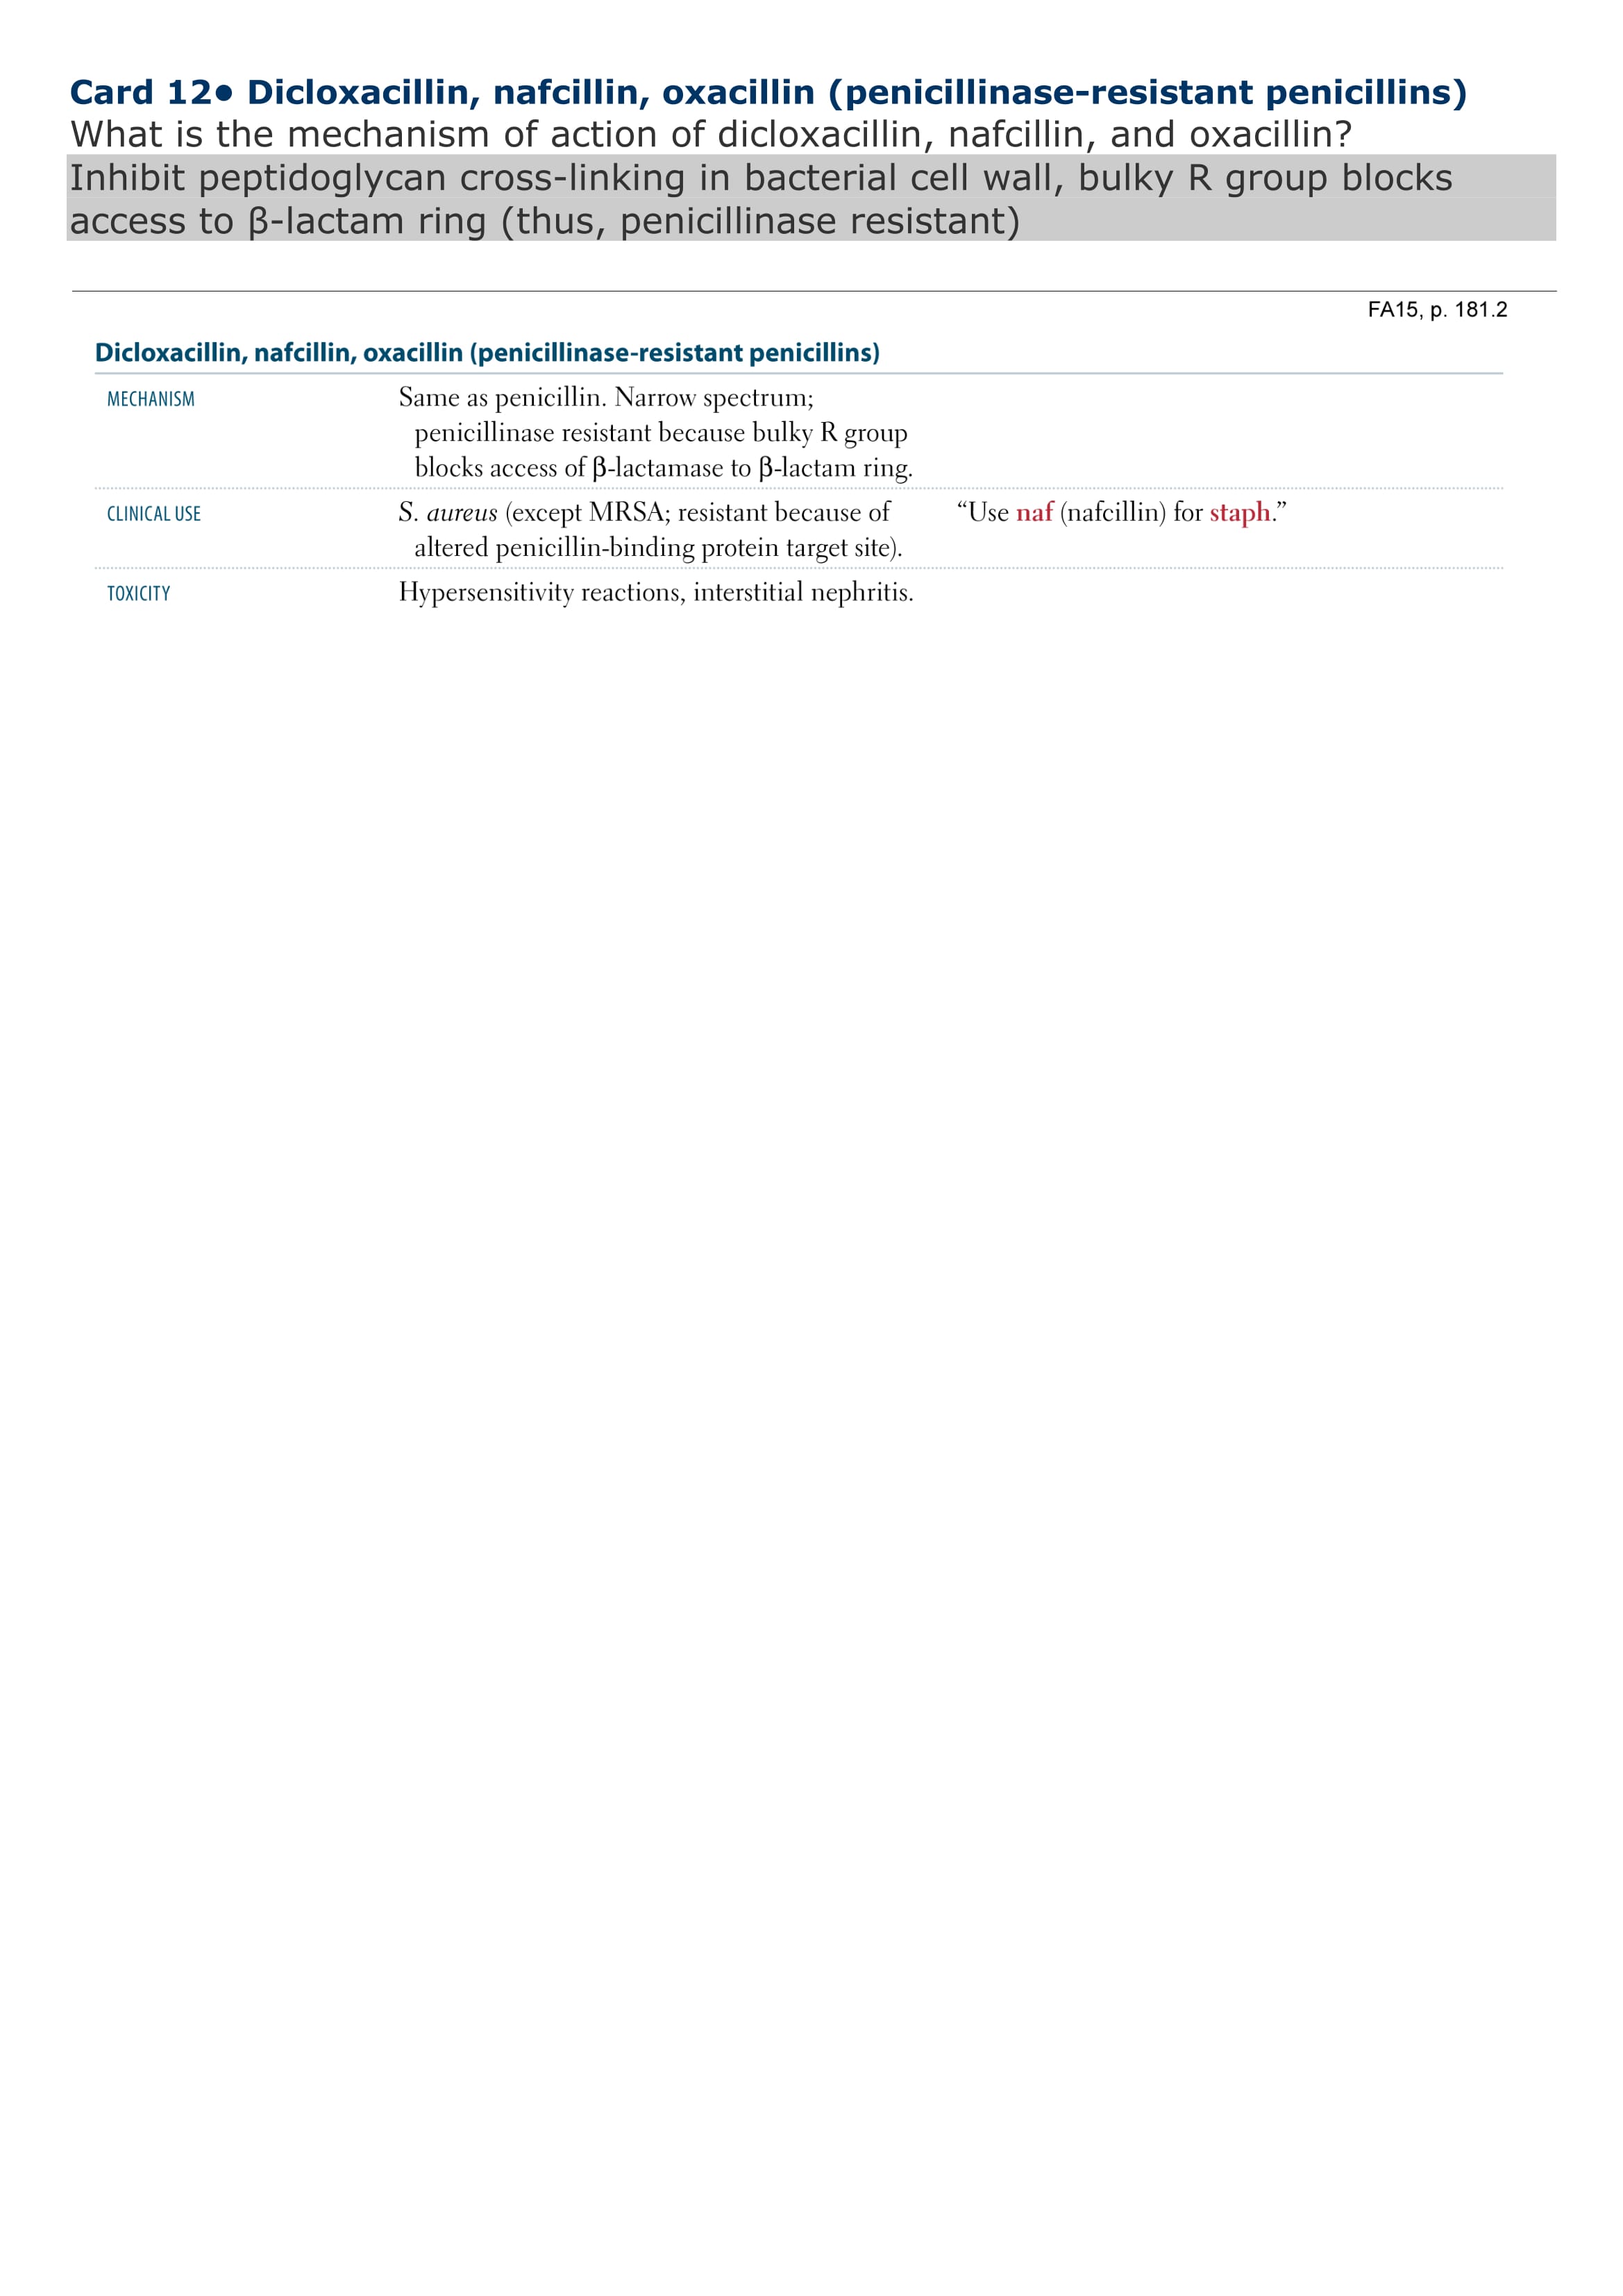 Card 12● Dicloxacillin, nafcillin, oxacillin (penicillinase-resistant penicillins)
What is the mechanism of action of dicloxacillin, nafcillin, and oxacillin?
Inhibit peptidoglycan cross-linking in bacterial cell wall, bulky R group blocks
access to β-lactam ring (thus, penicillinase resistant)
FA15, p. 181.2
Dicloxacillin, nafcillin, oxacillin (penicillinase-resistant penicillins)
MECHANISM Same as penicillin. Narrow spectrum;
penicillinase resistant because bulky R group
blocks access of β-lactamase to β-lactam ring.
CLINICAL USE S. aureus (except MRSA; resistant because of “Use naf (nafcillin) for staph.”
altered penicillin-binding protein target site).
TOXICITY Hypersensitivity reactions, interstitial nephritis.